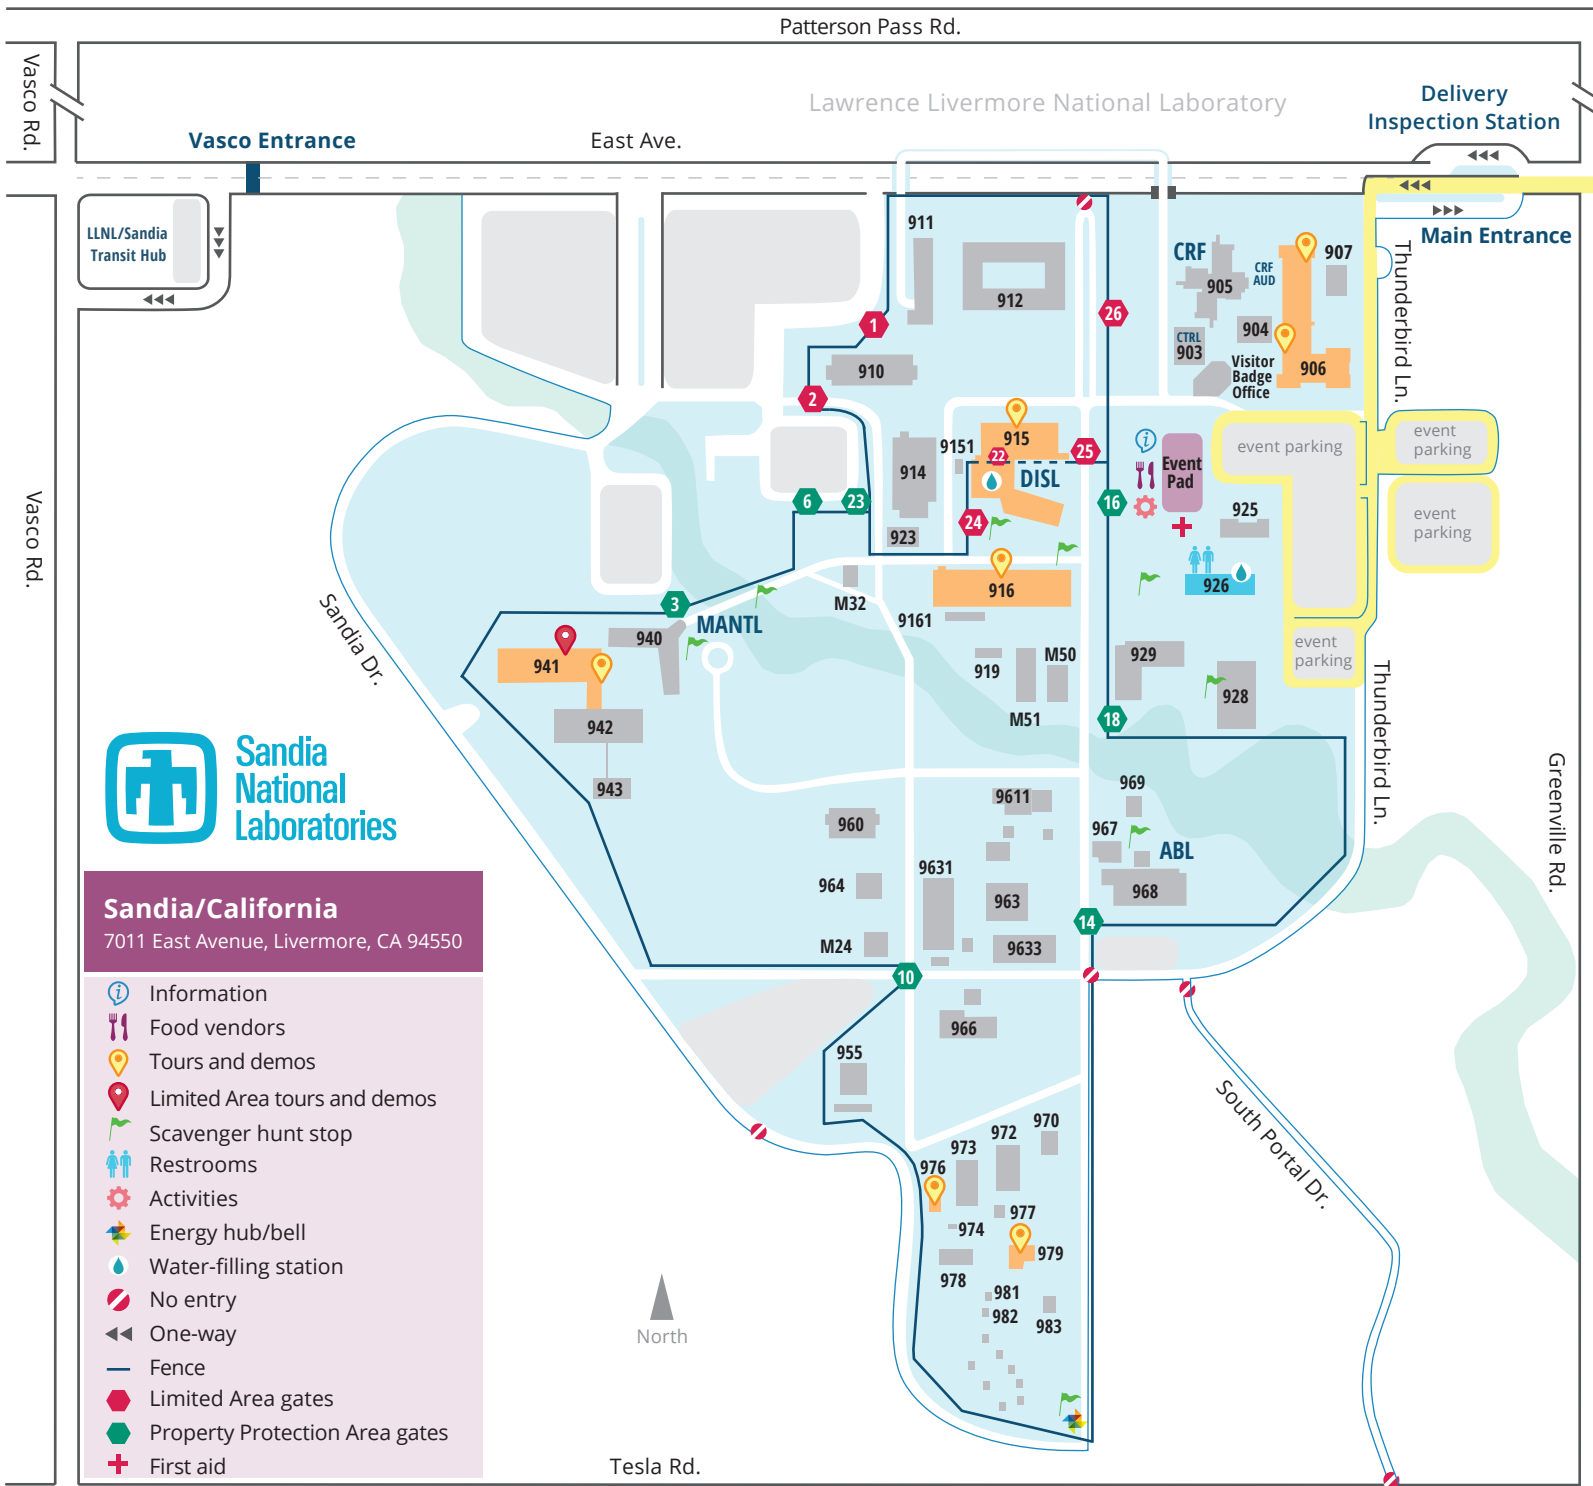 Patterson Pass Rd.
Vasco Rd.
Lawrence Livermore National Laboratory
Delivery
Inspection Station
Vasco Entrance
East Ave.
LLNL/Sandia
Transit Hub
Main Entrance
911
912
CRF
905
CRF
AUD
907
Thunderbird Ln.
1
26
904
CTRL
903
910
Visitor
Badge
Office
906
2
915
9151
22
25
914
DISL
Event
Pad
event parking
event
parking
6
23
24
16
925
event
parking
923
Vasco Rd.
926
916
M32
9161
3
MANTL
Sandia Dr.
940
941
919
M50
929
event
parking
Thunderbird Ln.
M51
928
942
18
943
Sandia
National
Laboratories
Greenville Rd.
969
9611
960
967
ABL
9631
964
963
968
Sandia/California
7011 East Avenue, Livermore, CA 94550
14
M24
9633
10
966
955
Information
Food vendors
Tours and demos
Limited Area tours and demos
Scavenger hunt stop
Restrooms
Activities
Energy hub/bell
Water-filling station
No entry
One-way
Fence
Limited Area gates
Property Protection Area gates
First aid
South Portal Dr.
970
972
973
976
977
974
979
978
981
982
983
North
Tesla Rd.